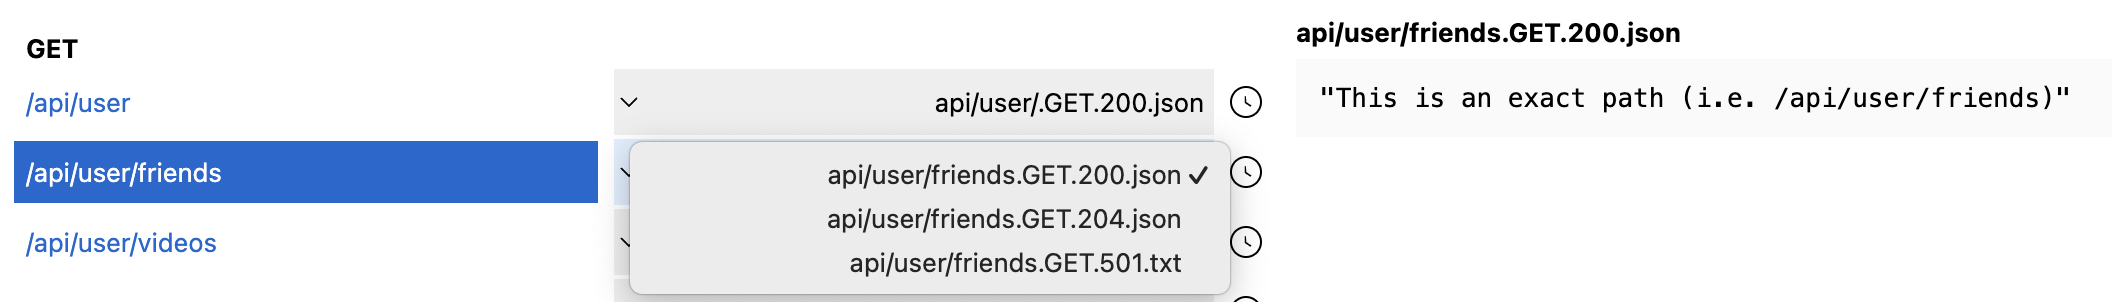 GET
/api/user
api/user/.GET.200.json
/api/user/friends
api/user/friends.GET.200.json
api/user/friends.GET.204.json
api/user/friends.GET.501.txt
/api/user/videos
api/user/friends.GET.200.json
"This is an exact path (i.e. /api/user/friends)"